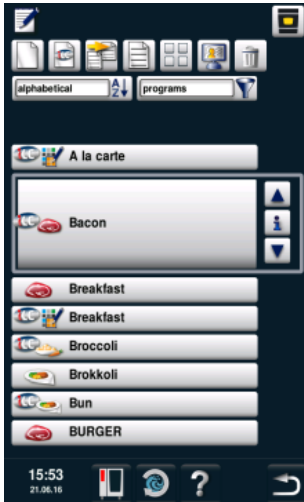 alphabetical
A
Z
programs
A la carte
Bacon
i
Breakfast
Breakfast
Broccoli
Brokkoli
Bun
BURGER
15:53
21.06.16
?